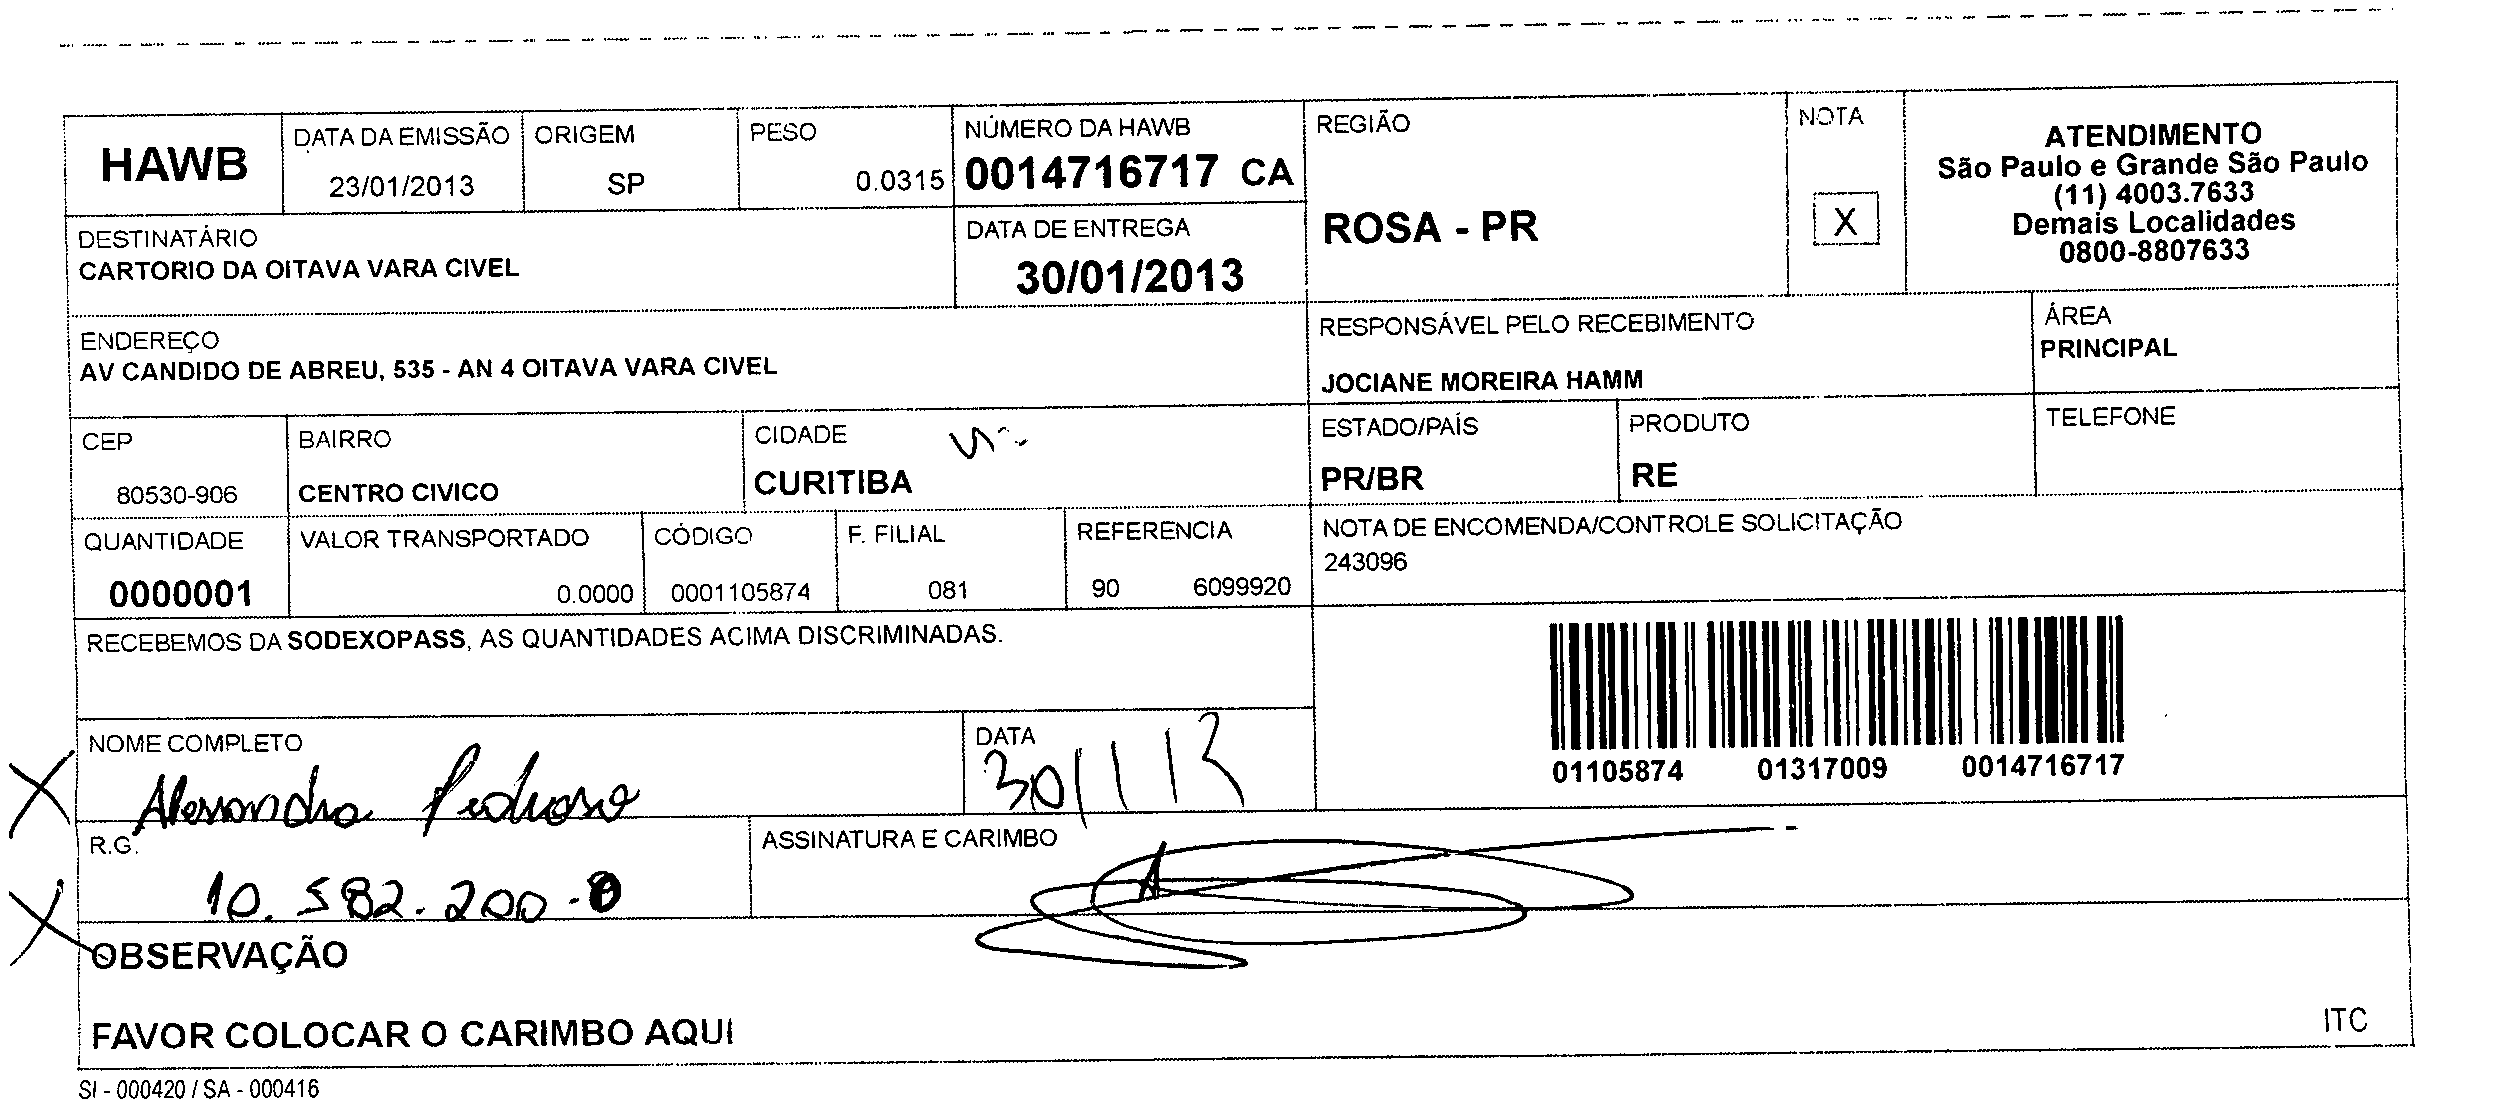 HAWB
DATA DA EMISSÃO
23/01/2013
ORIGEM
SP
PESO
0.0315
NÚMERO DA HAWB
0014716717 CA
REGIÃO
ROSA - PR
NOTA
X
ATENDIMENTO
São Paulo e Grande São Paulo
(11) 4003.7633
Demais Localidades
0800-8807633
DESTINATÁRIO
CARTORIO DA OITAVA VARA CIVEL
DATA DE ENTREGA
30/01/2013
ENDEREÇO
AV CANDIDO DE ABREU, 535 - AN 4 OITAVA VARA CIVEL
RESPONSÁVEL PELO RECEBIMENTO
JOCIANE MOREIRA HAMM
ÁREA
PRINCIPAL
CEP
80530-906
BAIRRO
CENTRO CIVICO
CIDADE
CURITIBA
ESTADO/PAÍS
PR/BR
PRODUTO
RE
TELEFONE
QUANTIDADE
0000001
VALOR TRANSPORTADO
0.0000
CÓDIGO
0001105874
F. FILIAL
081
REFERENCIA
90 6099920
NOTA DE ENCOMENDA/CONTROLE SOLICITAÇÃO
243096
RECEBEMOS DA SODEXOPASS, AS QUANTIDADES ACIMA DISCRIMINADAS.
01105874 01317009 0014716717
NOME COMPLETO
Alessandra Pedroso
DATA
30/1/13
R.G.
10.582.200-0
ASSINATURA E CARIMBO
OBSERVAÇÃO
FAVOR COLOCAR O CARIMBO AQUI
ITC
SI - 000420 / SA - 000416